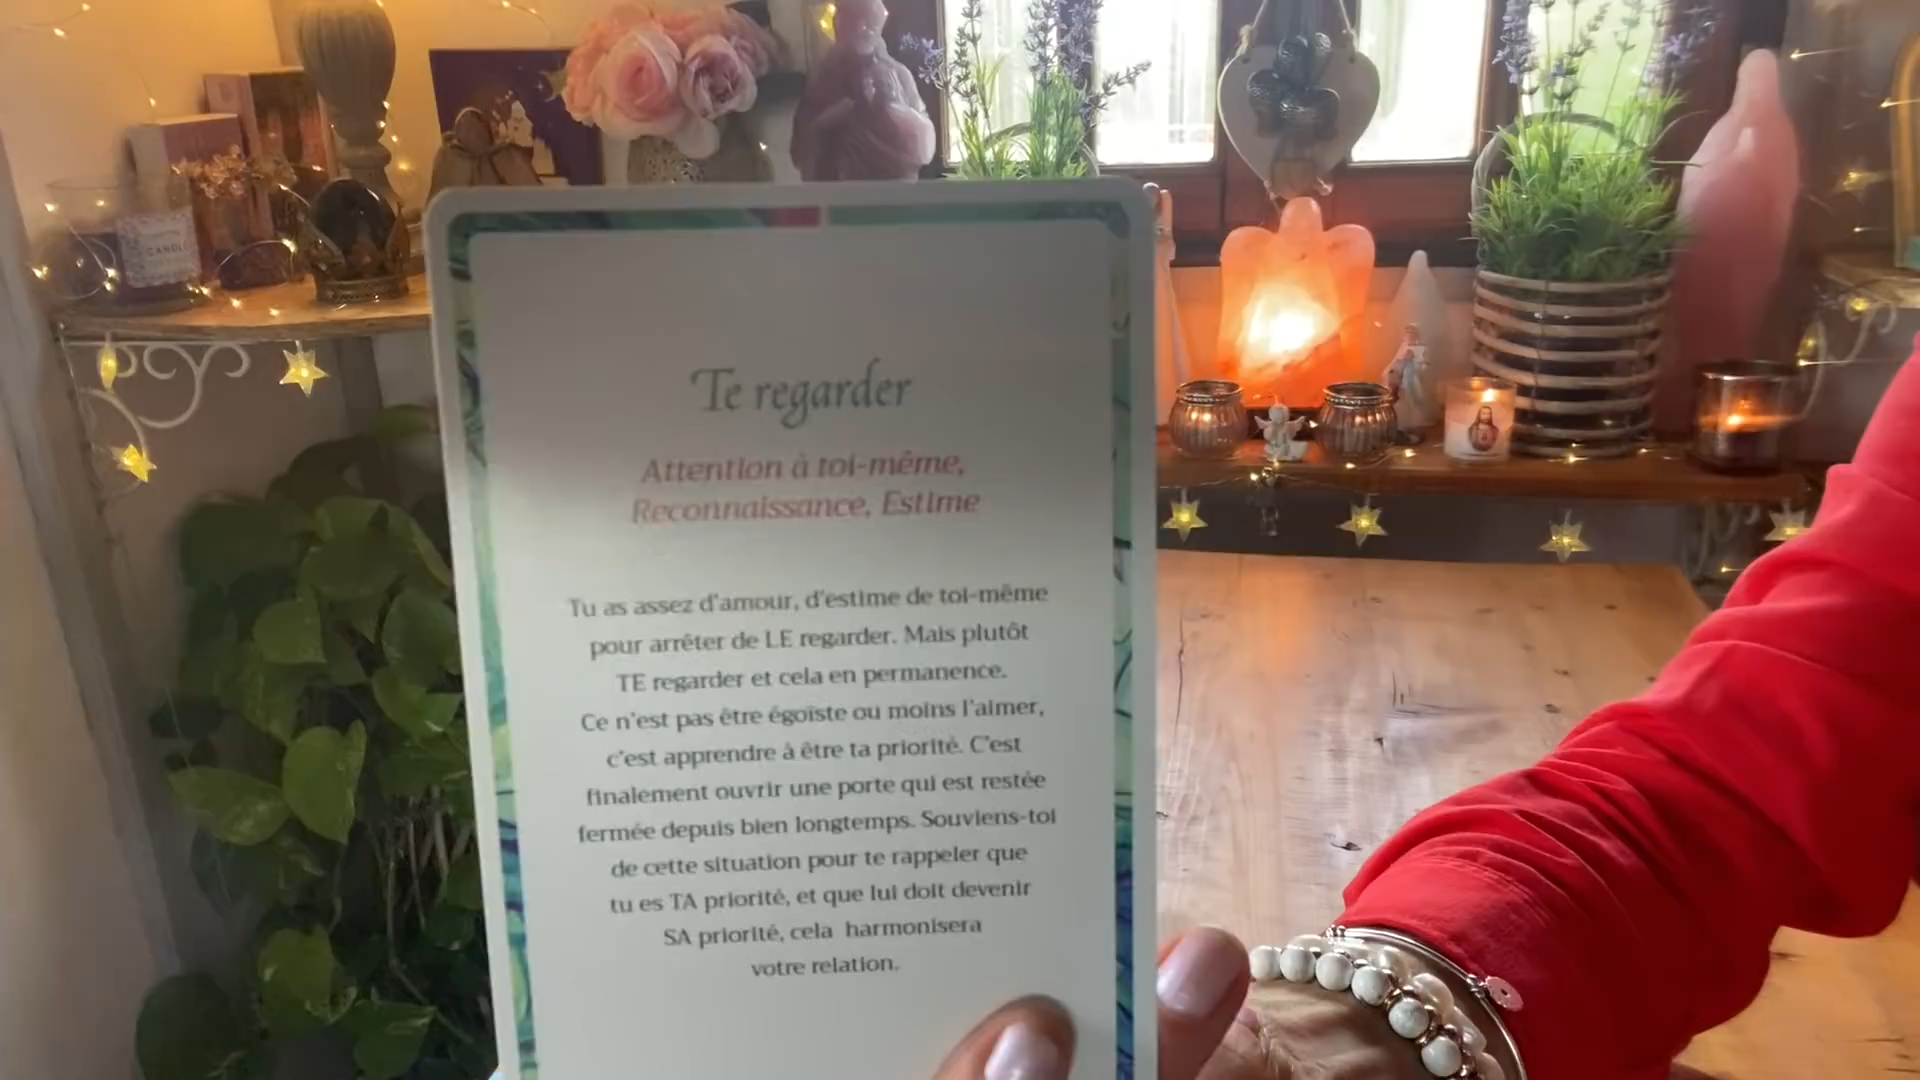 CANDLE
Te regarder
Attention à toi-même,
Reconnaissance, Estime
Tu as assez d'amour, d'estime de toi-même
pour arrêter de LE regarder. Mais plutôt
TE regarder et cela en permanence.
Ce n'est pas être égoïste ou moins l'aimer,
c'est apprendre à être ta priorité. C'est
finalement ouvrir une porte qui est restée
fermée depuis bien longtemps. Souviens-toi
de cette situation pour te rappeler que
tu es TA priorité, et que lui doit devenir
SA priorité, cela harmonisera
votre relation.